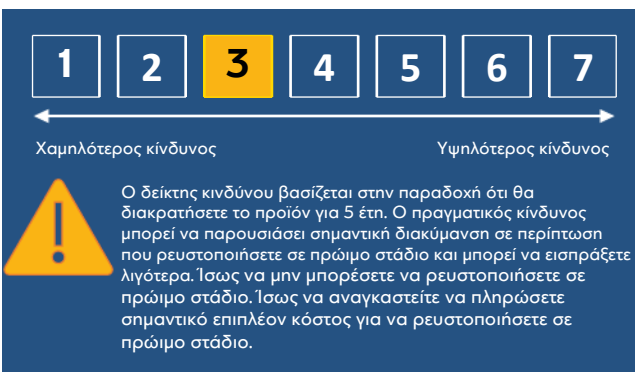 1 2 3 4 5 6 7
Χαμηλότερος κίνδυνος Υψηλότερος κίνδυνος
Ο δείκτης κινδύνου βασίζεται στην παραδοχή ότι θα
διακρατήσετε το προϊόν για 5 έτη. Ο πραγματικός κίνδυνος
μπορεί να παρουσιάσει σημαντική διακύμανση σε περίπτωση
που ρευστοποιήσετε σε πρώιμο στάδιο και μπορεί να εισπράξετε
λιγότερα. Ίσως να μην μπορέσετε να ρευστοποιήσετε σε
πρώιμο στάδιο. Ίσως να αναγκαστείτε να πληρώσετε
σημαντικό επιπλέον κόστος για να ρευστοποιήσετε σε
πρώιμο στάδιο.